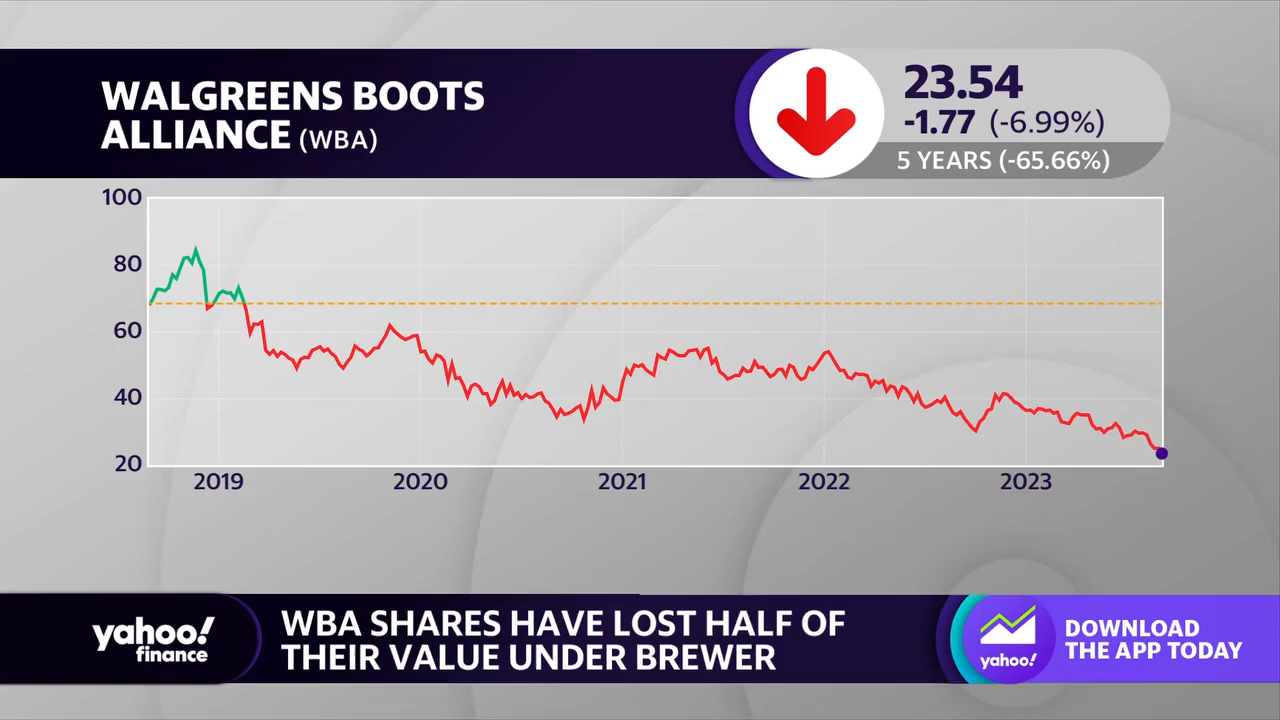 WALGREENS BOOTS
ALLIANCE (WBA)
23.54
-1.77 (-6.99%)
5 YEARS (-65.66%)
100
80
60
40
20
2019
2020
2021
2022
2023
yahoo!
finance
WBA SHARES HAVE LOST HALF OF
THEIR VALUE UNDER BREWER
yahoo!
DOWNLOAD
THE APP TODAY